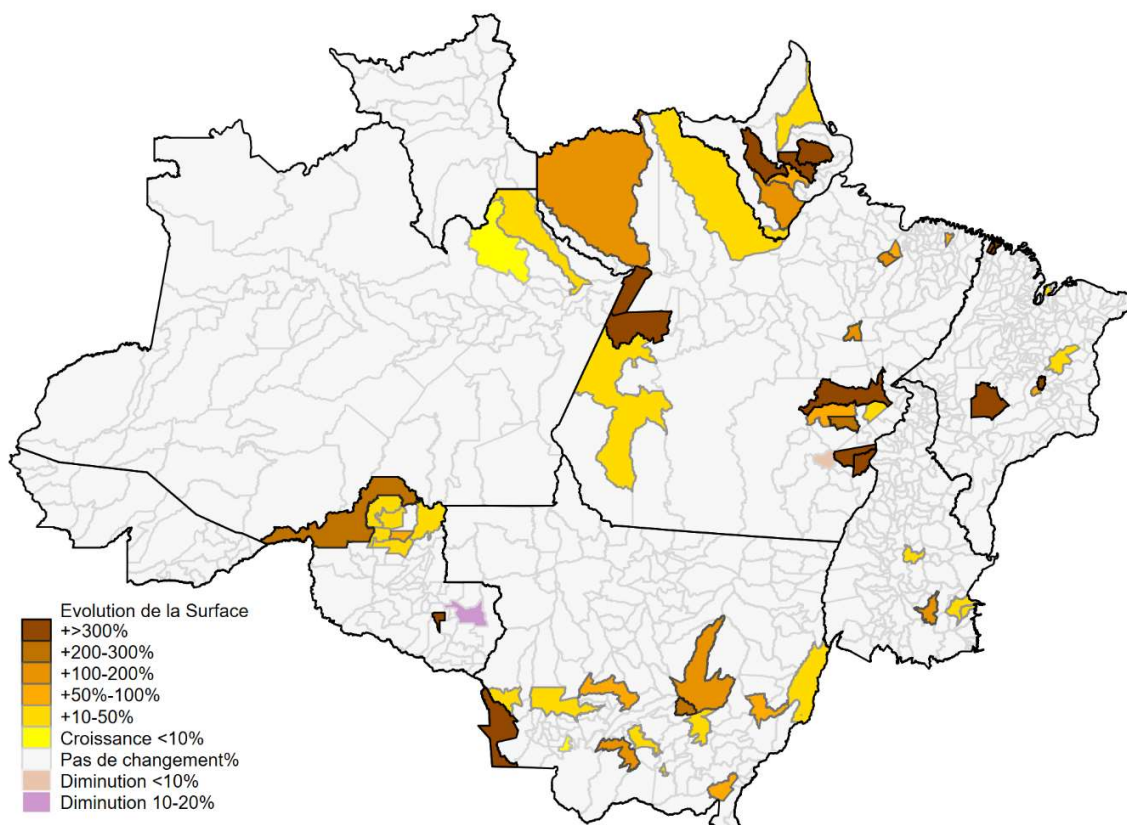 Evolution de la Surface
+>300%
+200-300%
+100-200%
+50%-100%
+10-50%
Croissance <10%
Pas de changement%
Diminution <10%
Diminution 10-20%